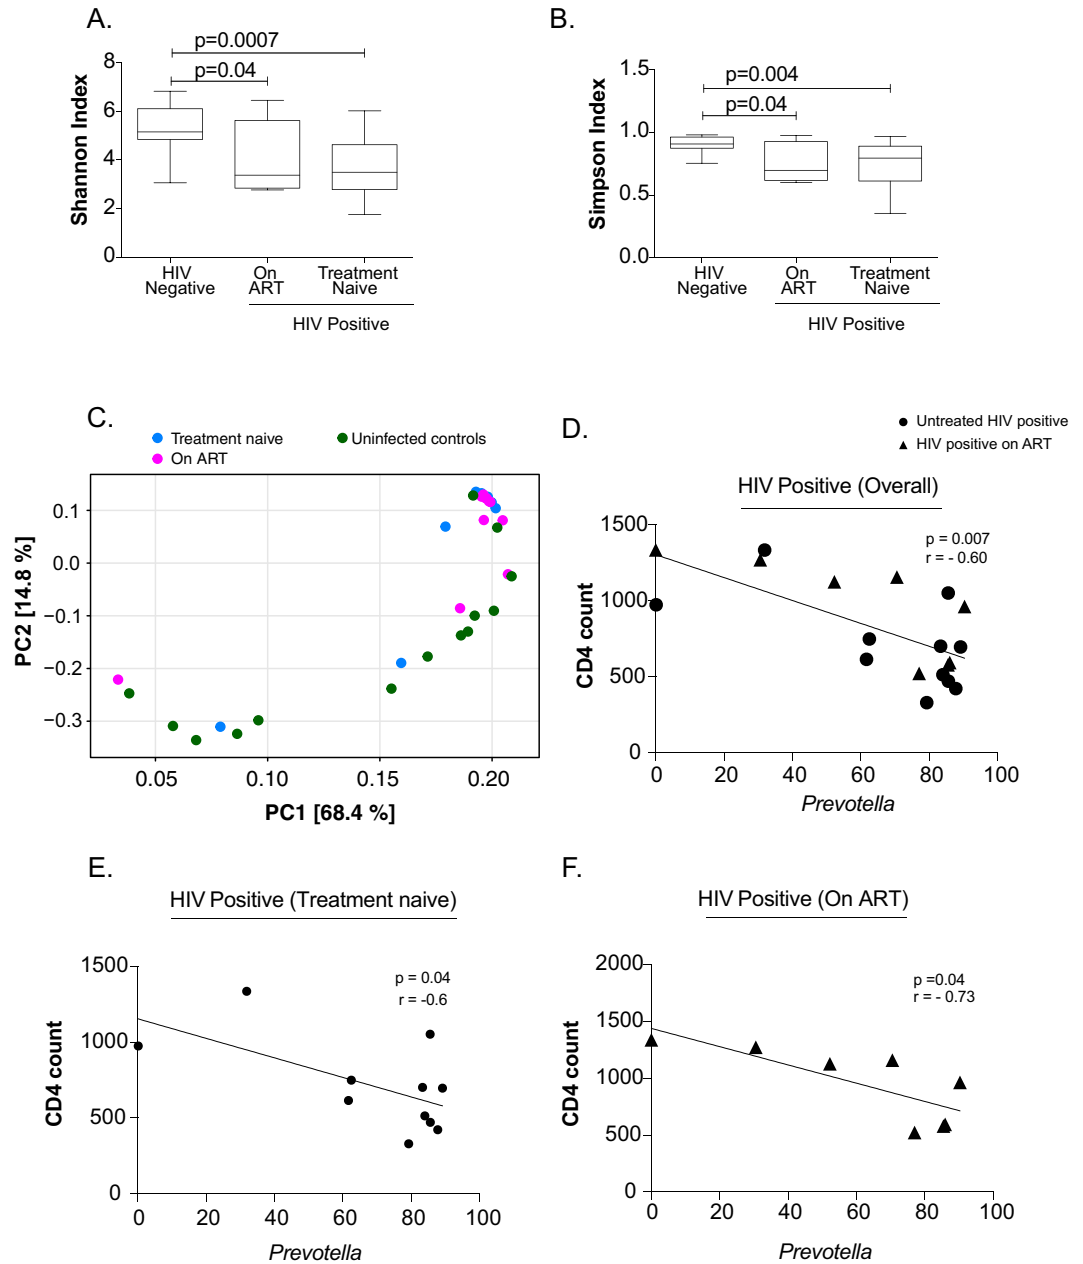 A.
p=0.0007
p=0.04
Shannon Index
8
6
4
2
0
HIV
Negative
On
ART
Treatment
Naive
HIV Positive
B.
p=0.004
p=0.04
Simpson Index
1.5
1.0
0.5
0.0
HIV
Negative
On
ART
Treatment
Naive
HIV Positive
C.
Treatment naive
Uninfected controls
On ART
PC2 [14.8 %]
0.1
0.0
−0.1
−0.2
−0.3
0.05
0.10
0.15
0.20
PC1 [68.4 %]
D.
Untreated HIV positive
HIV positive on ART
HIV Positive (Overall)
p = 0.007
r = - 0.60
CD4 count
1500
1000
500
0
0
20
40
60
80
100
Prevotella
E.
HIV Positive (Treatment naive)
p = 0.04
r = -0.6
CD4 count
1500
1000
500
0
0
20
40
60
80
100
Prevotella
F.
HIV Positive (On ART)
p =0.04
r = - 0.73
CD4 count
2000
1500
1000
500
0
0
20
40
60
80
100
Prevotella